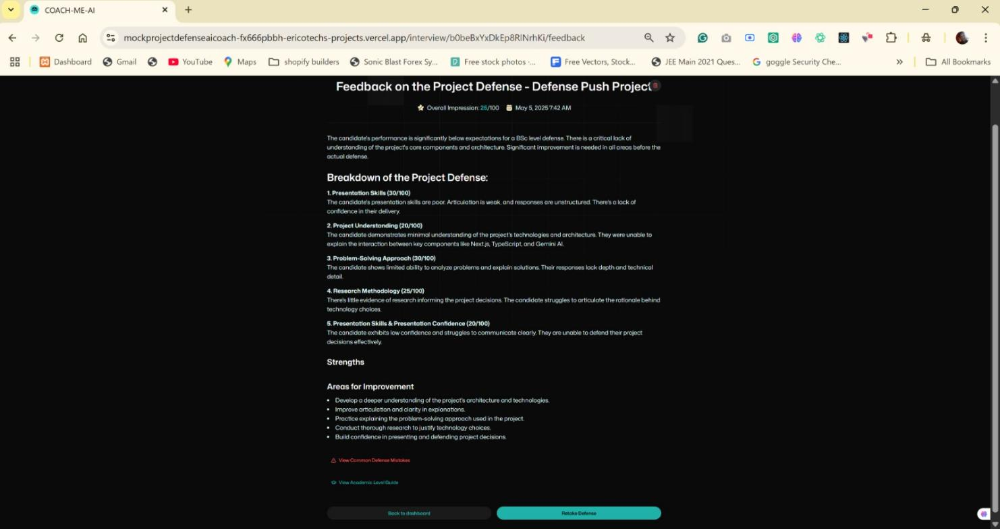 COACH-ME-AI
mockprojectdefenseaicoach-fx666pbbh-ericotechs-projects.vercel.app/interview/b0beBxYxDkEp8RlNrhKi/feedback
Dashboard Gmail YouTube Maps shopify builders Sonic Blast Forex Sy... Free stock photos ·... Free Vectors, Stock... JEE Main 2021 Ques... goggle Security Che... » All Bookmarks
Feedback on the Project Defense - Defense Push Project
Overall Impression: 25/100 May 5, 2025 7:42 AM
The candidate's performance is significantly below expectations for a BSc level defense. There is a critical lack of
understanding of the project's core components and architecture. Significant improvement is needed in all areas before the
actual defense.
Breakdown of the Project Defense:
1. Presentation Skills (30/100)
The candidate's presentation skills are poor. Articulation is weak, and responses are unstructured. There's a lack of
confidence in their delivery.
2. Project Understanding (20/100)
The candidate demonstrates minimal understanding of the project's technologies and architecture. They were unable to
explain the interaction between key components like Next.js, TypeScript, and Gemini AI.
3. Problem-Solving Approach (30/100)
The candidate shows limited ability to analyze problems and explain solutions. Their responses lack depth and technical
detail.
4. Research Methodology (25/100)
There's little evidence of research informing the project decisions. The candidate struggles to articulate the rationale behind
technology choices.
5. Presentation Skills & Presentation Confidence (20/100)
The candidate exhibits low confidence and struggles to communicate clearly. They are unable to defend their project
decisions effectively.
Strengths
Areas for Improvement
• Develop a deeper understanding of the project's architecture and technologies.
• Improve articulation and clarity in explanations.
• Practice explaining the problem-solving approach used in the project.
• Conduct thorough research to justify technology choices.
• Build confidence in presenting and defending project decisions.
View Common Defense Mistakes
View Academic Level Guide
Back to dashboard Retake Defense